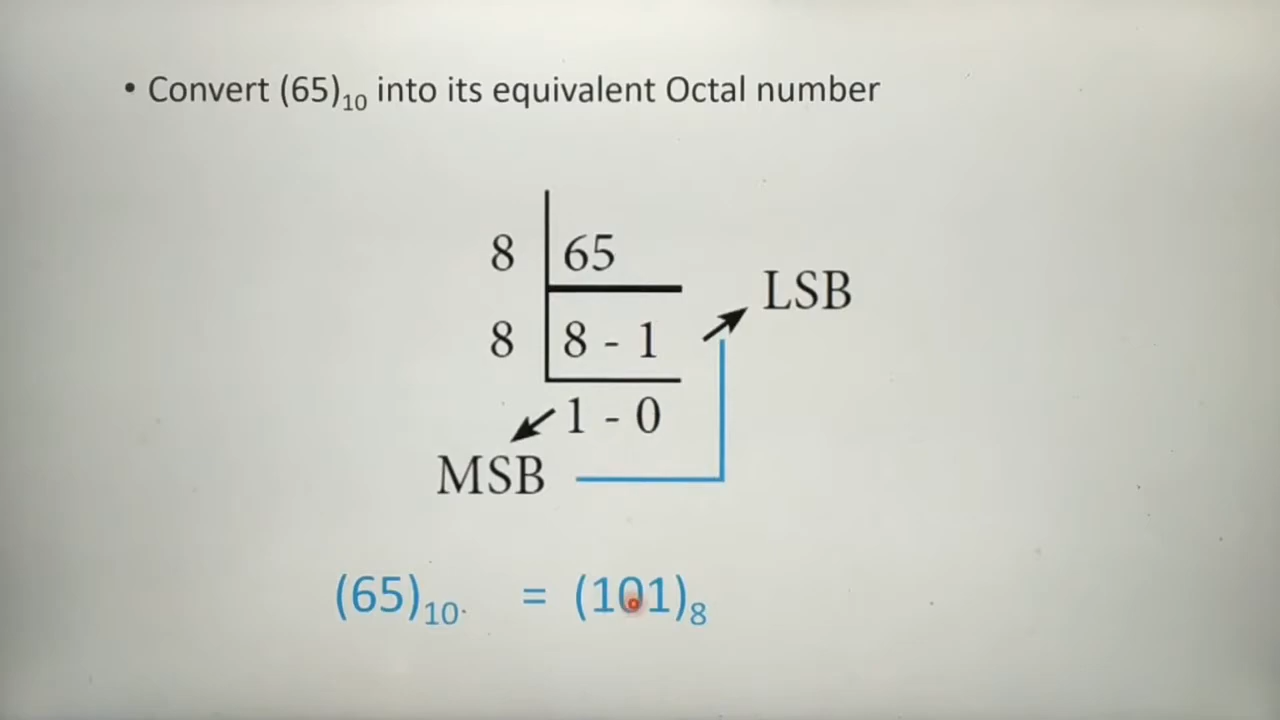 • Convert (65)₁₀ into its equivalent Octal number
8 65
8 8 - 1 LSB
1 - 0
MSB
(65)₁₀. = (101)₈